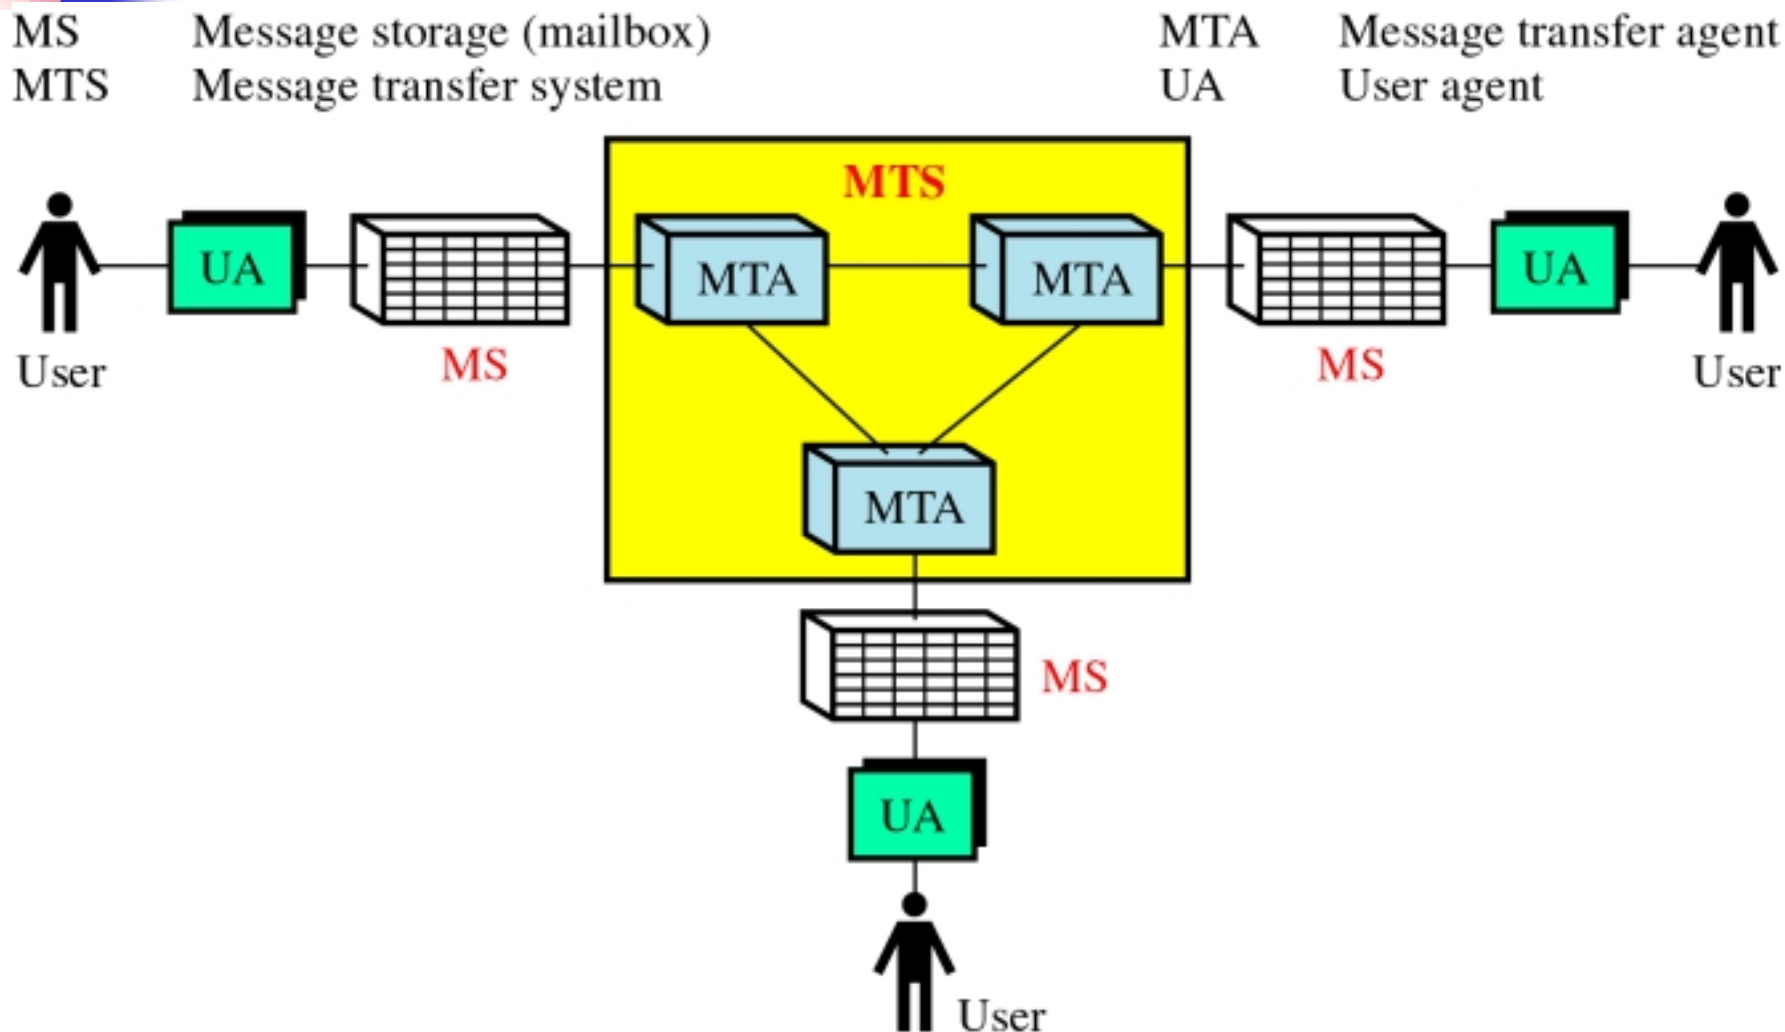 MS Message storage (mailbox) MTA Message transfer agent
MTS Message transfer system UA User agent
MTS
UA MTA MTA UA
MS MS
User User
MTA
MS
UA
User